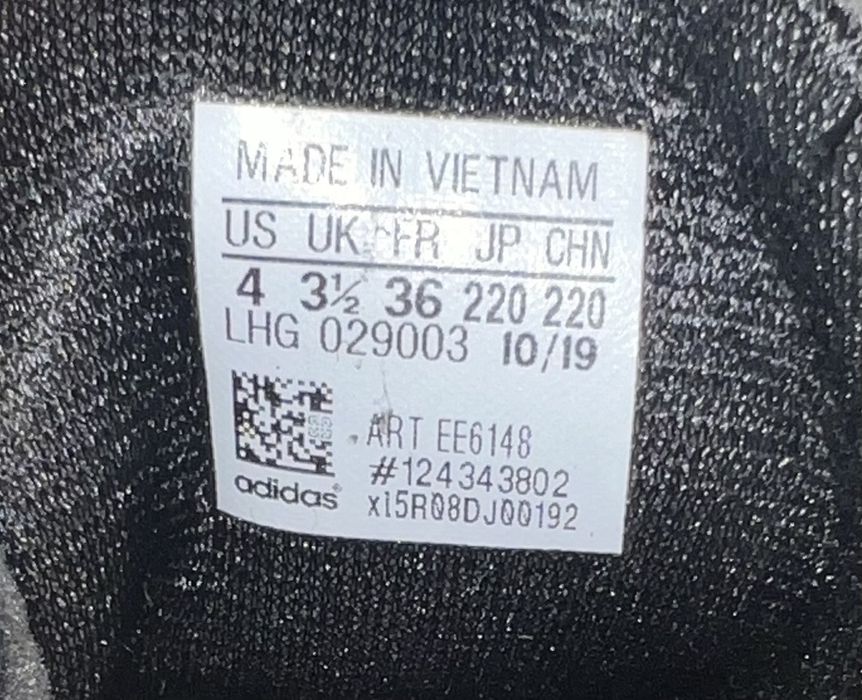 MADE IN VIETNAM
US UK FR JP CHN
4 3½ 36 220 220
LHG 029003 10/19
ART EE6148
#124343802
adidas®
x15R08DJ00192